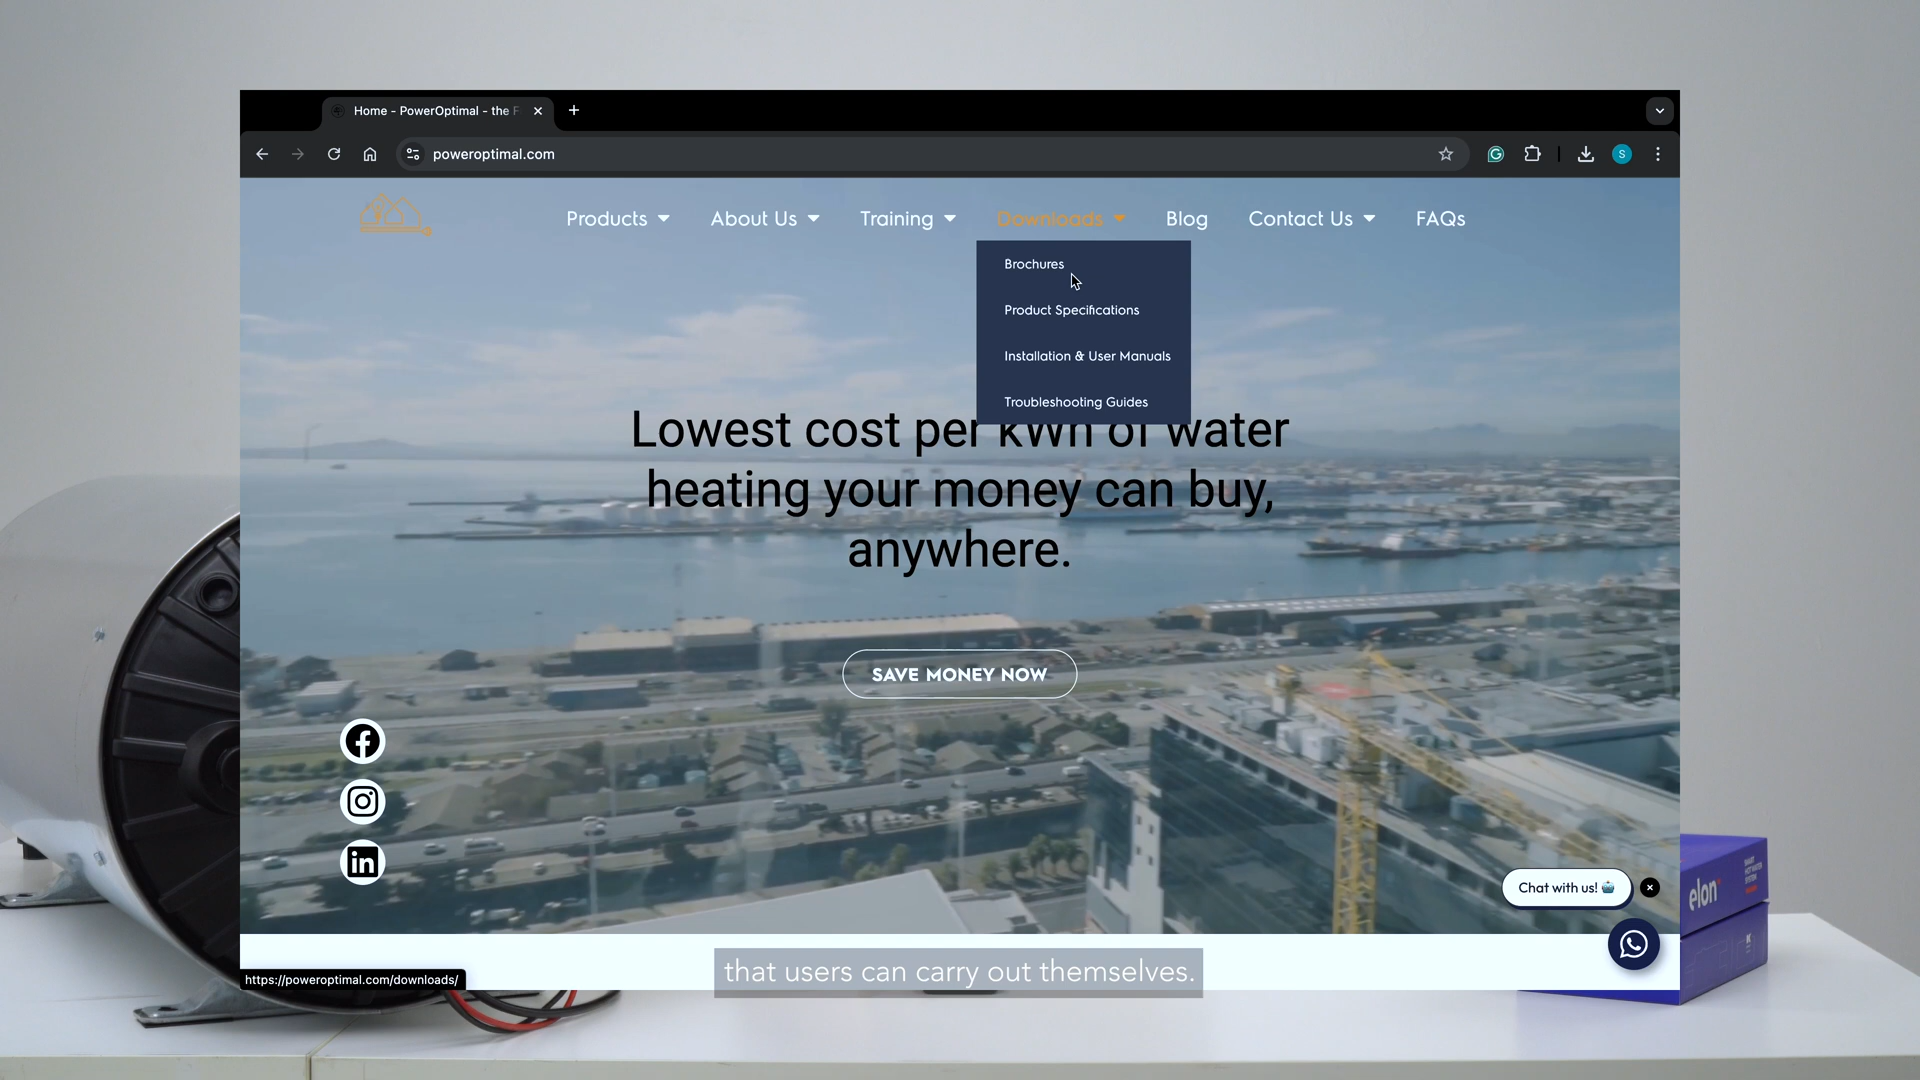 Home - PowerOptimal - the F
poweroptimal.com
S
Products
About Us
Training
Downloads
Blog
Contact Us
FAQs
Brochures
Product Specifications
Installation & User Manuals
Troubleshooting Guides
Lowest cost per kWh of water
heating your money can buy,
anywhere.
SAVE MONEY NOW
Chat with us!
elon
https://poweroptimal.com/downloads/
that users can carry out themselves.